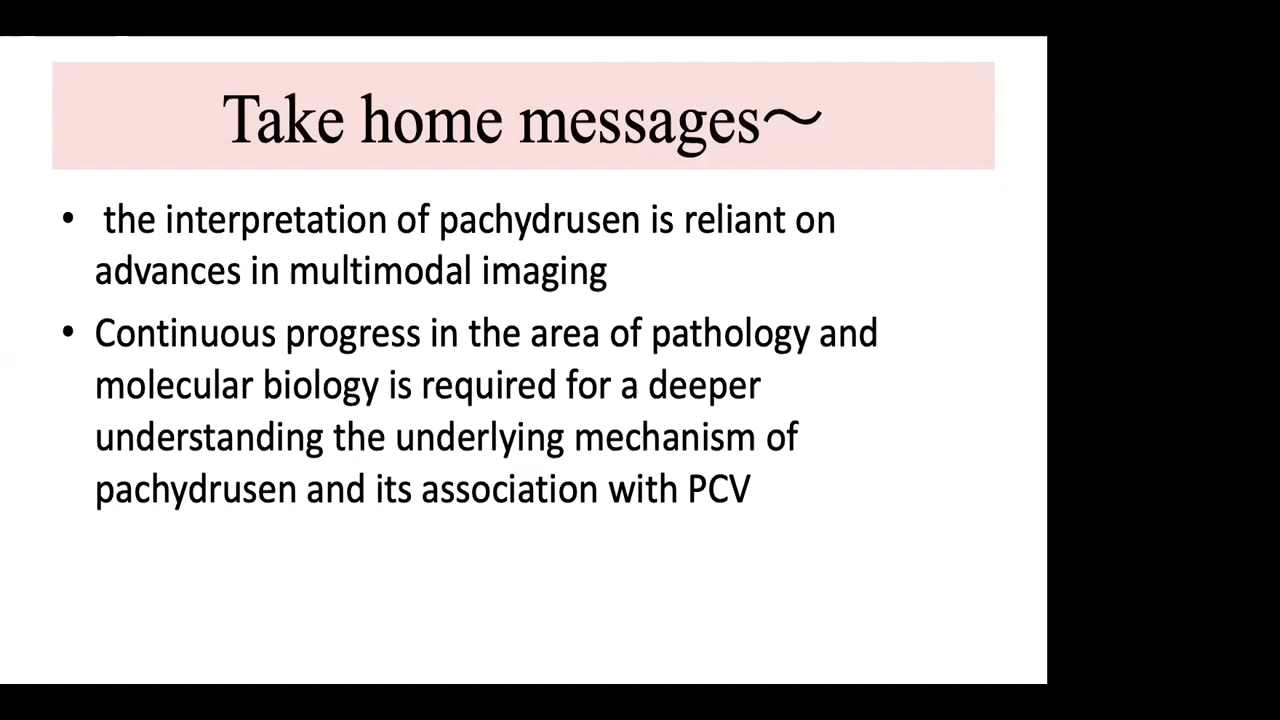 Take home messages～
• the interpretation of pachydrusen is reliant on
advances in multimodal imaging
• Continuous progress in the area of pathology and
molecular biology is required for a deeper
understanding the underlying mechanism of
pachydrusen and its association with PCV